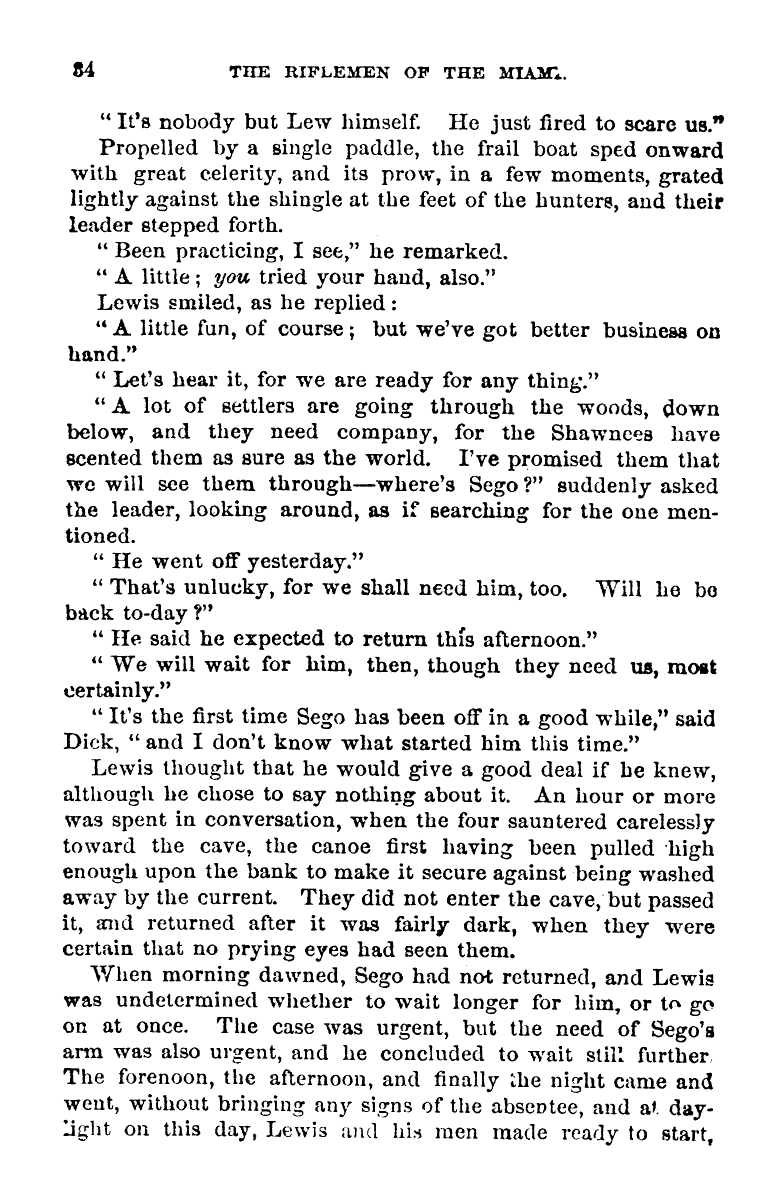 84 THE RIFLEMEN OF THE MIAMI.
“ It's nobody but Lew himself. He just fired to scare us.”
Propelled by a single paddle, the frail boat sped onward
with great celerity, and its prow, in a few moments, grated
lightly against the shingle at the feet of the hunters, and their
leader stepped forth.
“ Been practicing, I see,” he remarked.
“ A little ; you tried your hand, also.”
Lewis smiled, as he replied :
“ A little fun, of course ; but we've got better business on
hand.”
“ Let's hear it, for we are ready for any thing.”
“ A lot of settlers are going through the woods, down
below, and they need company, for the Shawnees have
scented them as sure as the world. I've promised them that
we will see them through—where's Sego ?” suddenly asked
the leader, looking around, as if searching for the one men-
tioned.
“ He went off yesterday.”
“ That's unlucky, for we shall need him, too. Will he be
back to-day ?”
“ He said he expected to return this afternoon.”
“ We will wait for him, then, though they need us, most
certainly.”
“ It's the first time Sego has been off in a good while,” said
Dick, “ and I don't know what started him this time.”
Lewis thought that he would give a good deal if he knew,
although he chose to say nothing about it. An hour or more
was spent in conversation, when the four sauntered carelessly
toward the cave, the canoe first having been pulled high
enough upon the bank to make it secure against being washed
away by the current. They did not enter the cave, but passed
it, and returned after it was fairly dark, when they were
certain that no prying eyes had seen them.
When morning dawned, Sego had not returned, and Lewis
was undetermined whether to wait longer for him, or to go
on at once. The case was urgent, but the need of Sego's
arm was also urgent, and he concluded to wait still further.
The forenoon, the afternoon, and finally the night came and
went, without bringing any signs of the absentee, and at day-
light on this day, Lewis and his men made ready to start,